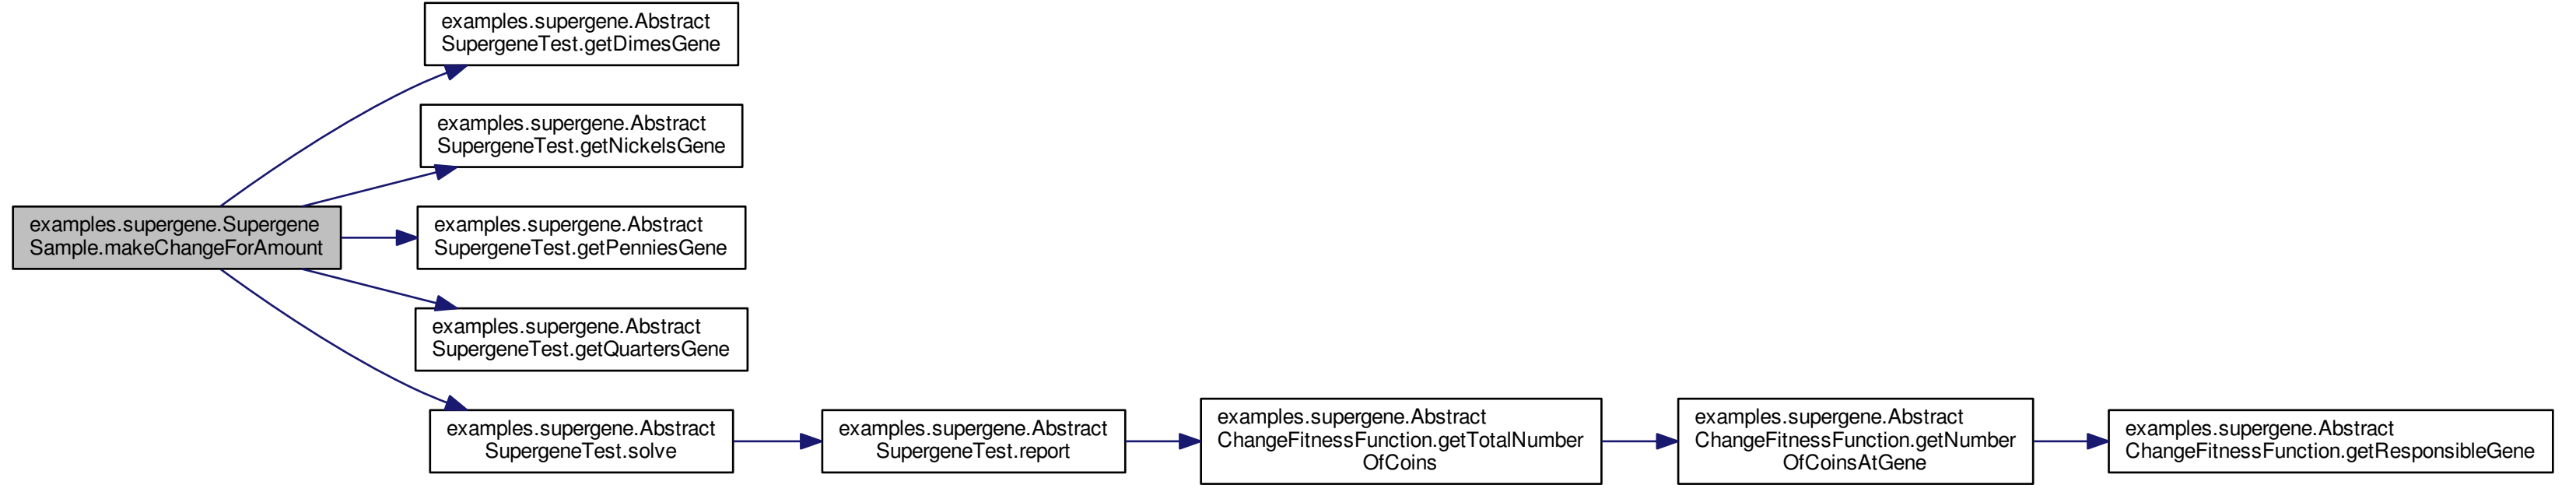 examples.supergene.Abstract
SupergeneTest.getDimesGene
examples.supergene.Abstract
SupergeneTest.getNickelsGene
examples.supergene.Supergene
Sample.makeChangeForAmount
examples.supergene.Abstract
SupergeneTest.getPenniesGene
examples.supergene.Abstract
SupergeneTest.getQuartersGene
examples.supergene.Abstract
SupergeneTest.solve
examples.supergene.Abstract
SupergeneTest.report
examples.supergene.Abstract
ChangeFitnessFunction.getTotalNumber
OfCoins
examples.supergene.Abstract
ChangeFitnessFunction.getNumber
OfCoinsAtGene
examples.supergene.Abstract
ChangeFitnessFunction.getResponsibleGene